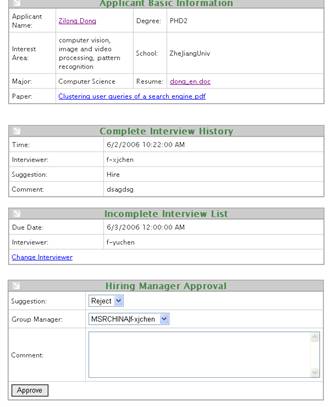 Applicant Basic Information
Applicant Name: Zilong Dong Degree: PHD2
Interest Area: computer vision, image and video processing, pattern recognition School: ZheJiangUniv
Major: Computer Science Resume: dong_en.doc
Paper: Clustering user queries of a search engine.pdf
Complete Interview History
Time: 6/2/2006 10:22:00 AM
Interviewer: f-xjchen
Suggestion: Hire
Comment: dsagdsg
Incomplete Interview List
Due Date: 6/3/2006 12:00:00 AM
Interviewer: f-yuchen
Change Interviewer
Hiring Manager Approval
Suggestion: Reject
Group Manager: MSRCHINA\f-xjchen
Comment:
Approve